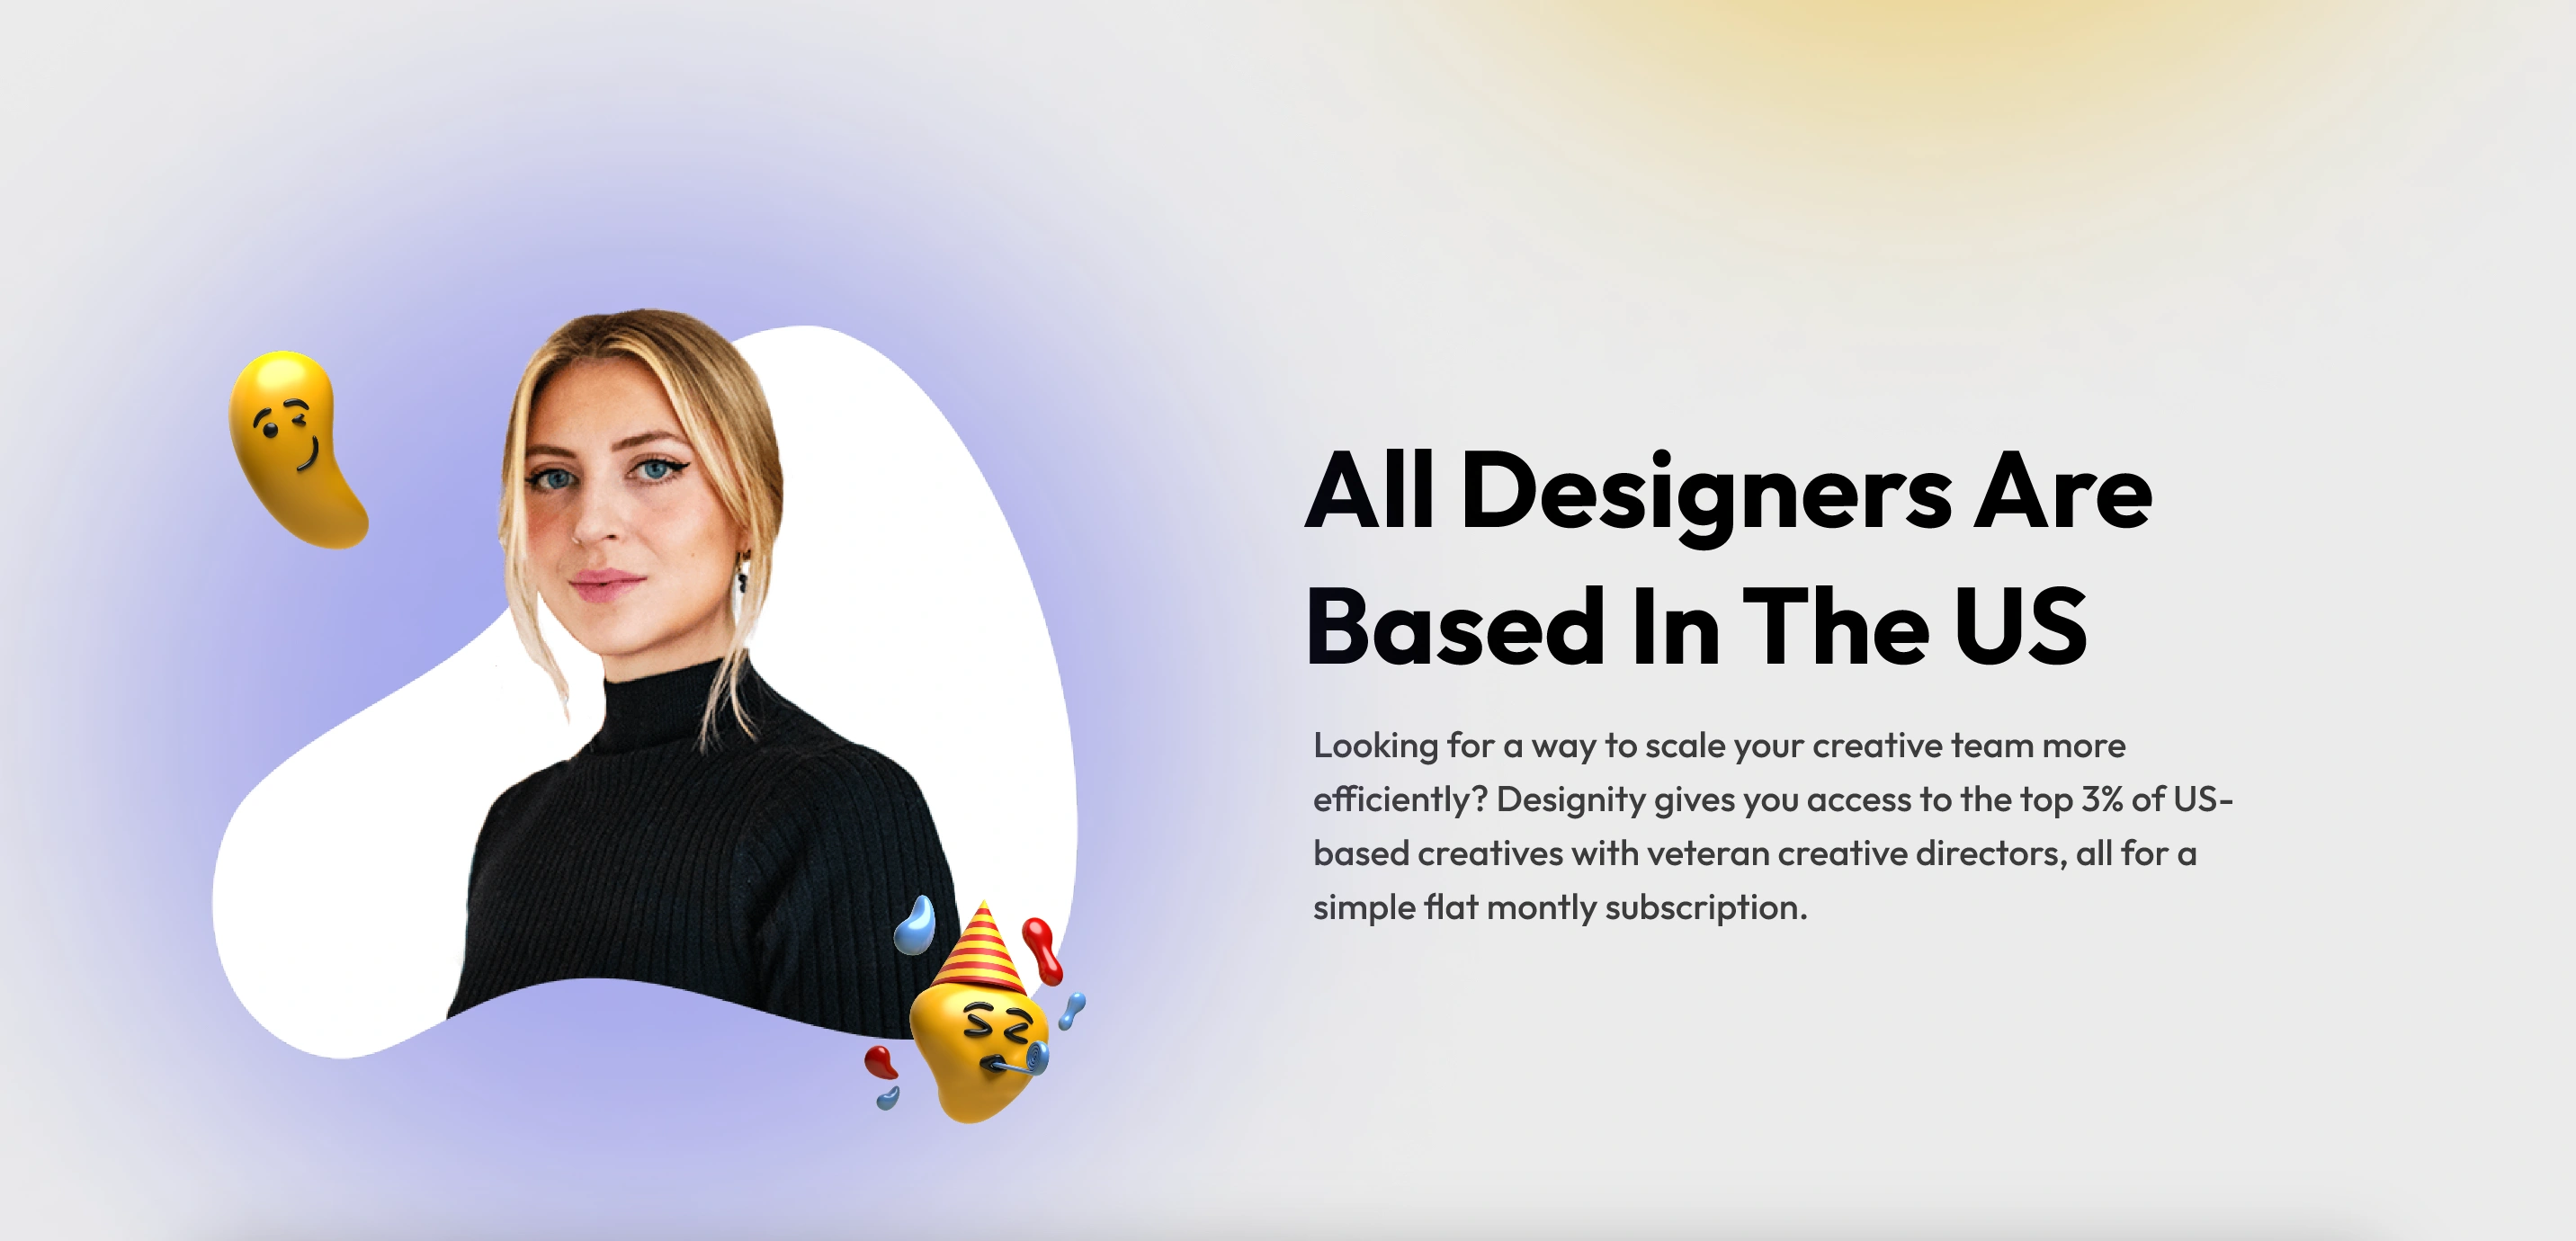 All Designers Are
Based In The US
Looking for a way to scale your creative team more
efficiently? Designity gives you access to the top 3% of US-
based creatives with veteran creative directors, all for a
simple flat montly subscription.